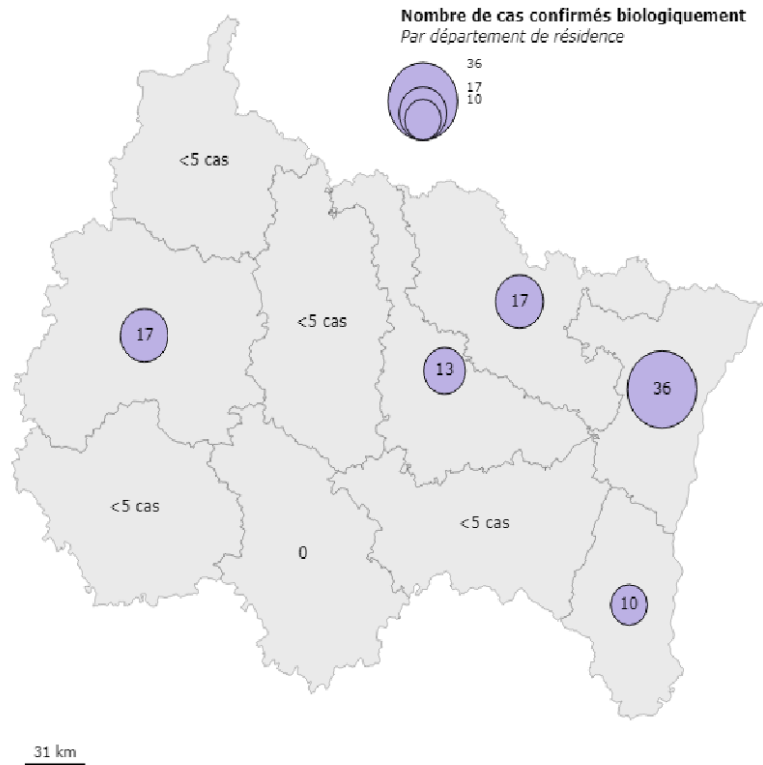 Nombre de cas confirmés biologiquement
Par département de résidence
36
17
10
<5 cas
17
<5 cas
17
13
36
<5 cas
<5 cas
0
10
31 km